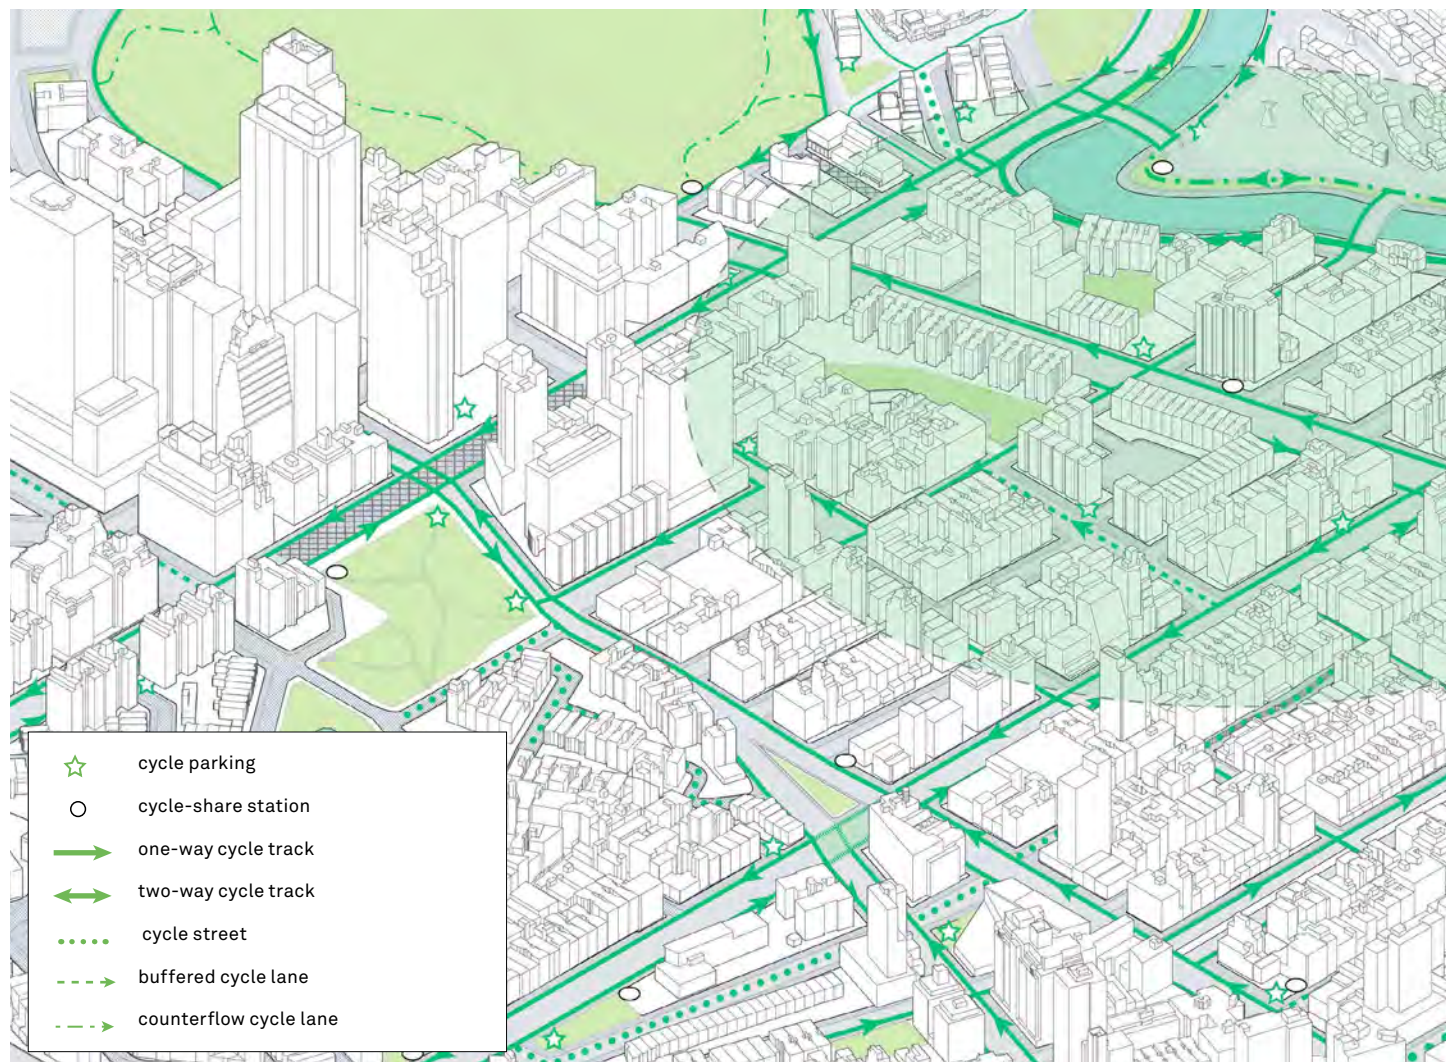 cycle parking
cycle-share station
one-way cycle track
two-way cycle track
cycle street
buffered cycle lane
counterflow cycle lane